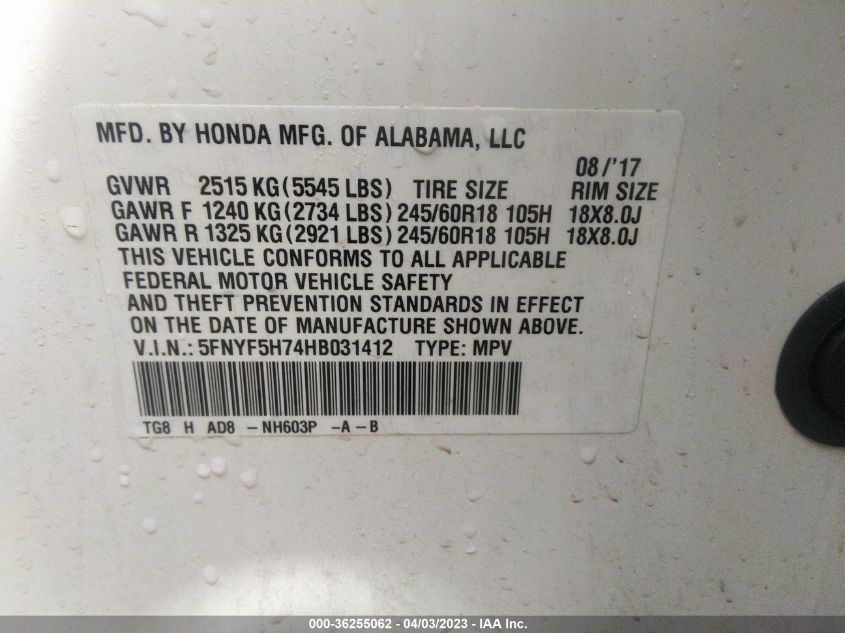 MFD. BY HONDA MFG. OF ALABAMA, LLC
08/'17
GVWR 2515 KG (5545 LBS) TIRE SIZE RIM SIZE
GAWR F 1240 KG (2734 LBS) 245/60R18 105H 18X8.0J
GAWR R 1325 KG (2921 LBS) 245/60R18 105H 18X8.0J
THIS VEHICLE CONFORMS TO ALL APPLICABLE
FEDERAL MOTOR VEHICLE SAFETY
AND THEFT PREVENTION STANDARDS IN EFFECT
ON THE DATE OF MANUFACTURE SHOWN ABOVE.
V.I.N.: 5FNYF5H74HB031412 TYPE: MPV
TG8 H AD8 - NH603P -A - B
000-36255062 - 04/03/2023 - IAA Inc.